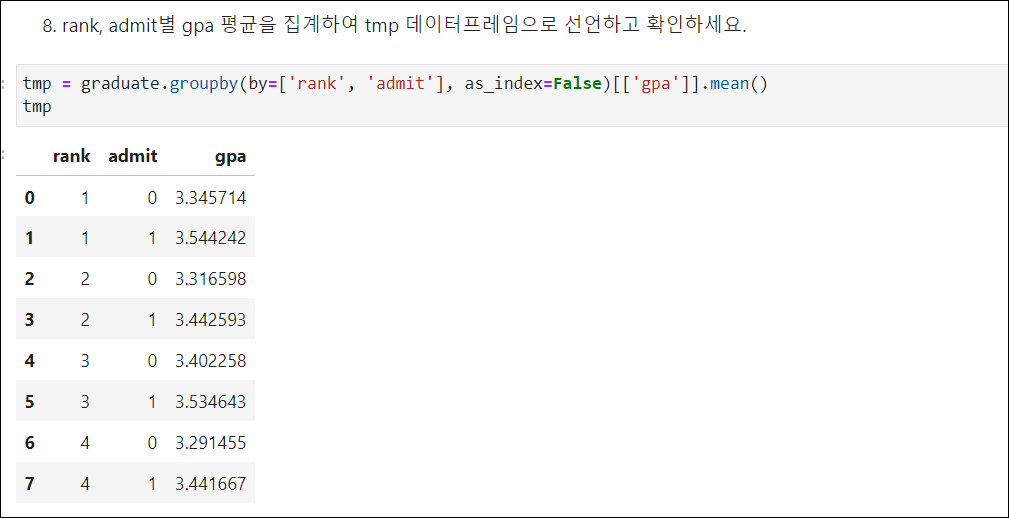 8. rank, admit별 gpa 평균을 집계하여 tmp 데이터프레임으로 선언하고 확인하세요.
tmp = graduate.groupby(by=['rank', 'admit'], as_index=False)[['gpa']].mean()
tmp
rank admit gpa
0 1 0 3.345714
1 1 1 3.544242
2 2 0 3.316598
3 2 1 3.442593
4 3 0 3.402258
5 3 1 3.534643
6 4 0 3.291455
7 4 1 3.441667